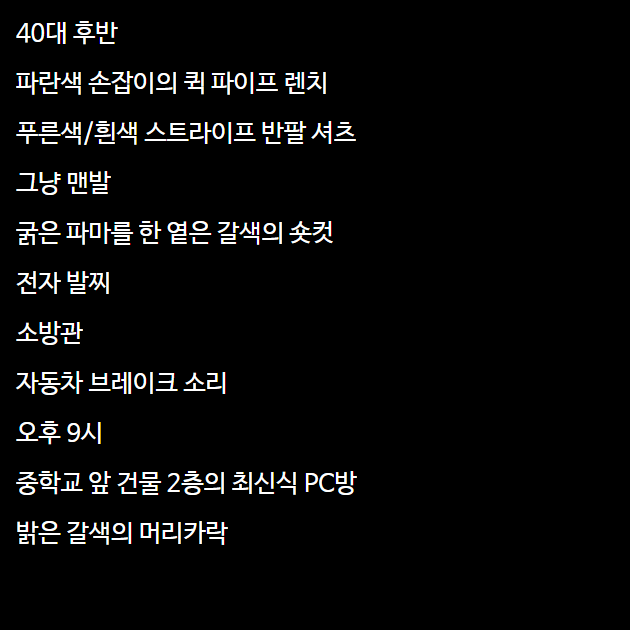 40대 후반
파란색 손잡이의 퀵 파이프 렌치
푸른색/흰색 스트라이프 반팔 셔츠
그냥 맨발
굵은 파마를 한 옅은 갈색의 숏컷
전자 발찌
소방관
자동차 브레이크 소리
오후 9시
중학교 앞 건물 2층의 최신식 PC방
밝은 갈색의 머리카락